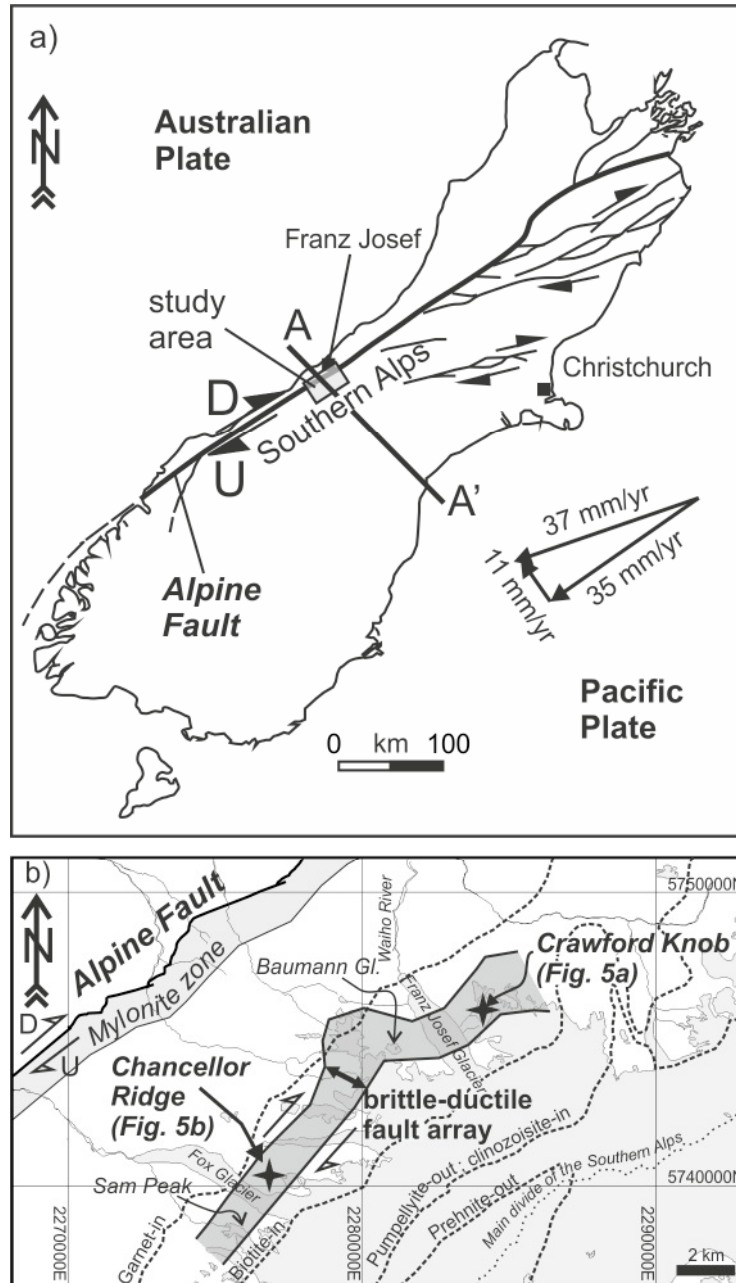 a)
N
Australian
Plate
Franz Josef
study
area
A
D
Southern Alps
Christchurch
U
A’
37 mm/yr
11 mm/yr
35 mm/yr
Alpine
Fault
Pacific
Plate
0 km 100
b)
N
5750000N
Alpine Fault
Mylonite zone
D
U
Waiho River
Baumann Gl.
Franz Josef Glacier
Crawford Knob
(Fig. 5a)
Chancellor
Ridge
(Fig. 5b)
brittle-ductile
fault array
Fox Glacier
Sam Peak
5740000N
Garnet-in
Biotite-in
Pumpellyite-out
clinozoisite-in
Prehnite-out
Main divide of the Southern Alps
2270000E
2280000E
2290000E
2 km